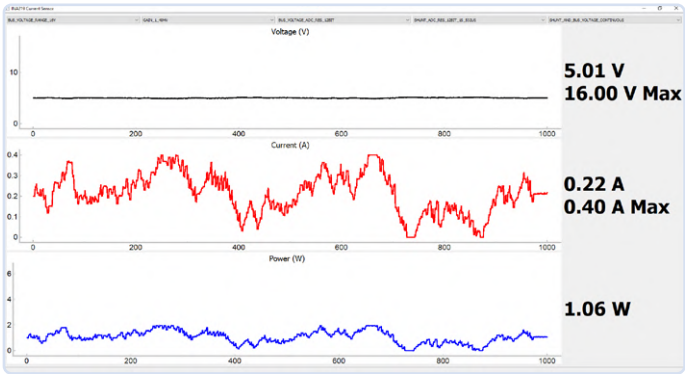 INA219 Current Sensor
BUS_VOLTAGE_RANGE_16V GAIN_1_40MV BUS_VOLTAGE_ADC_RES_12BIT SHUNT_ADC_RES_12BIT_1S_532US SHUNT_AND_BUS_VOLTAGE_CONTINUOUS
Voltage (V)
10
0
0 200 400 600 800 1000
5.01 V
16.00 V Max
Current (A)
0.4
0.3
0.2
0.1
0
0 200 400 600 800 1000
0.22 A
0.40 A Max
Power (W)
6
4
2
0
0 200 400 600 800 1000
1.06 W